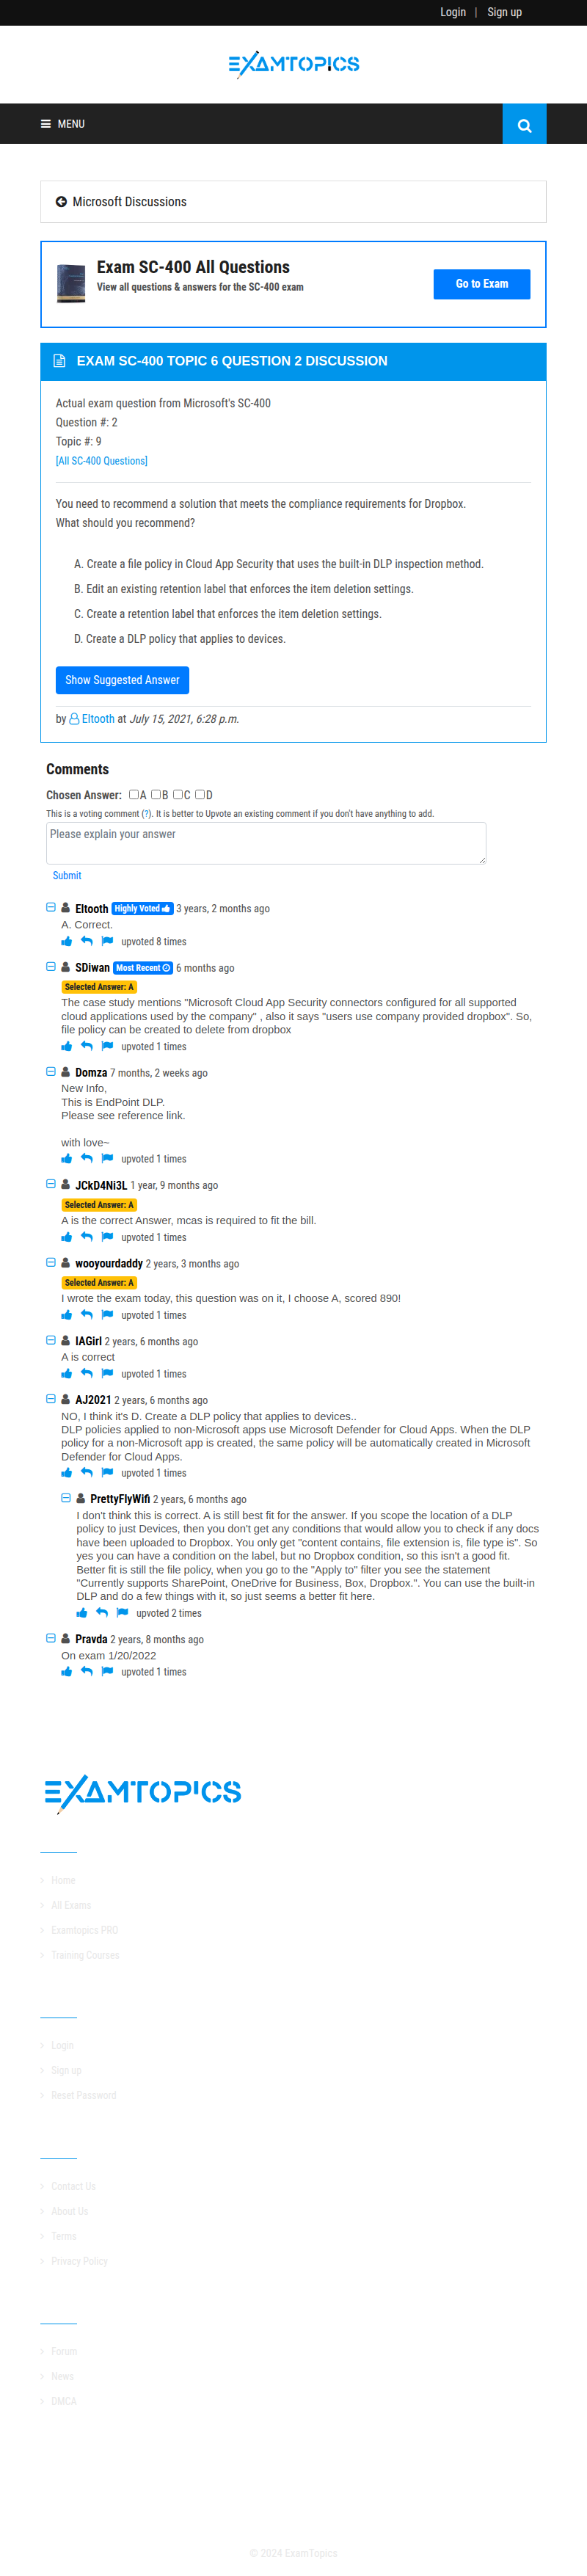 Login | Sign up
EXAMTOPICS
MENU
Microsoft Discussions
Exam SC-400 All Questions
View all questions & answers for the SC-400 exam
Go to Exam
EXAM SC-400 TOPIC 6 QUESTION 2 DISCUSSION
Actual exam question from Microsoft's SC-400
Question #: 2
Topic #: 9
[All SC-400 Questions]
You need to recommend a solution that meets the compliance requirements for Dropbox.
What should you recommend?
A. Create a file policy in Cloud App Security that uses the built-in DLP inspection method.
B. Edit an existing retention label that enforces the item deletion settings.
C. Create a retention label that enforces the item deletion settings.
D. Create a DLP policy that applies to devices.
Show Suggested Answer
by Eltooth at July 15, 2021, 6:28 p.m.
Comments
Chosen Answer: A B C D
This is a voting comment (?). It is better to Upvote an existing comment if you don't have anything to add.
Please explain your answer
Submit
Eltooth Highly Voted 3 years, 2 months ago
A. Correct.
upvoted 8 times
SDiwan Most Recent 6 months ago
Selected Answer: A
The case study mentions "Microsoft Cloud App Security connectors configured for all supported
cloud applications used by the company" , also it says "users use company provided dropbox". So,
file policy can be created to delete from dropbox
upvoted 1 times
Domza 7 months, 2 weeks ago
New Info,
This is EndPoint DLP.
Please see reference link.
with love~
upvoted 1 times
JCkD4Ni3L 1 year, 9 months ago
Selected Answer: A
A is the correct Answer, mcas is required to fit the bill.
upvoted 1 times
wooyourdaddy 2 years, 3 months ago
Selected Answer: A
I wrote the exam today, this question was on it, I choose A, scored 890!
upvoted 1 times
IAGirl 2 years, 6 months ago
A is correct
upvoted 1 times
AJ2021 2 years, 6 months ago
NO, I think it's D. Create a DLP policy that applies to devices..
DLP policies applied to non-Microsoft apps use Microsoft Defender for Cloud Apps. When the DLP
policy for a non-Microsoft app is created, the same policy will be automatically created in Microsoft
Defender for Cloud Apps.
upvoted 1 times
PrettyFlyWifi 2 years, 6 months ago
I don't think this is correct. A is still best fit for the answer. If you scope the location of a DLP
policy to just Devices, then you don't get any conditions that would allow you to check if any docs
have been uploaded to Dropbox. You only get "content contains, file extension is, file type is". So
yes you can have a condition on the label, but no Dropbox condition, so this isn't a good fit.
Better fit is still the file policy, when you go to the "Apply to" filter you see the statement
"Currently supports SharePoint, OneDrive for Business, Box, Dropbox.". You can use the built-in
DLP and do a few things with it, so just seems a better fit here.
upvoted 2 times
Pravda 2 years, 8 months ago
On exam 1/20/2022
upvoted 1 times
EXAMTOPICS
Home
All Exams
Examtopics PRO
Training Courses
Login
Sign up
Reset Password
Contact Us
About Us
Terms
Privacy Policy
Forum
News
DMCA
© 2024 ExamTopics